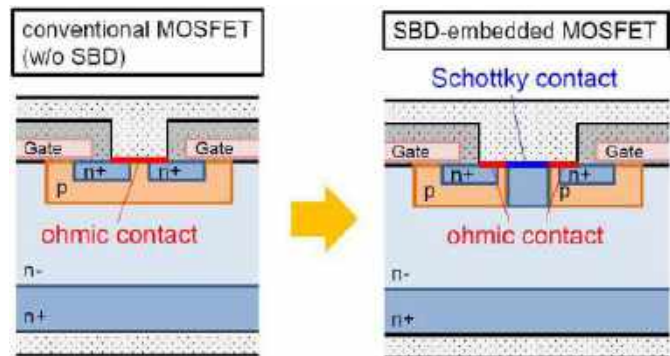 conventional MOSFET
(w/o SBD)
Gate
Gate
n+
n+
p
ohmic contact
n-
n+
SBD-embedded MOSFET
Schottky contact
Gate
Gate
n+
n+
p
p
ohmic contact
n-
n+